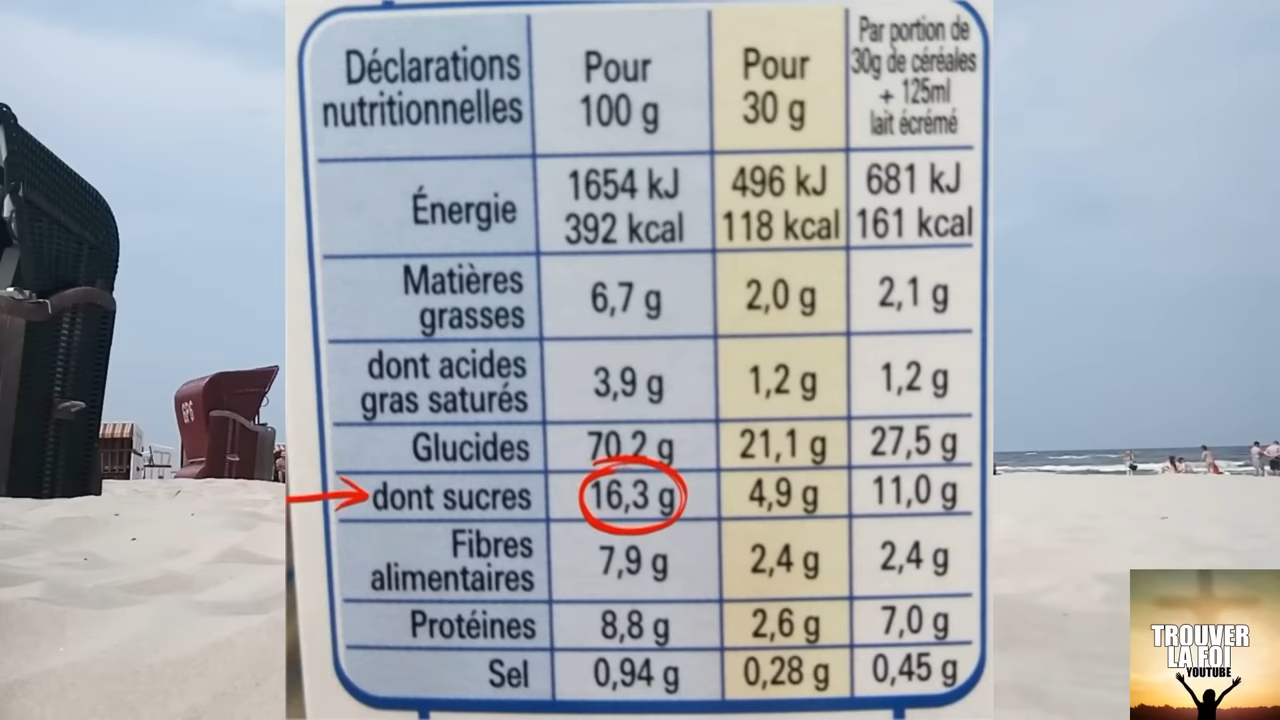 Déclarations nutritionnelles Pour 100 g Pour 30 g Par portion de 30g de céréales + 125ml lait écrémé
Énergie 1654 kJ 392 kcal 496 kJ 118 kcal 681 kJ 161 kcal
Matières grasses 6,7 g 2,0 g 2,1 g
dont acides gras saturés 3,9 g 1,2 g 1,2 g
Glucides 70,2 g 21,1 g 27,5 g
dont sucres 16,3 g 4,9 g 11,0 g
Fibres alimentaires 7,9 g 2,4 g 2,4 g
Protéines 8,8 g 2,6 g 7,0 g
Sel 0,94 g 0,28 g 0,45 g
6P6
TROUVER
LA FOI
YOUTUBE